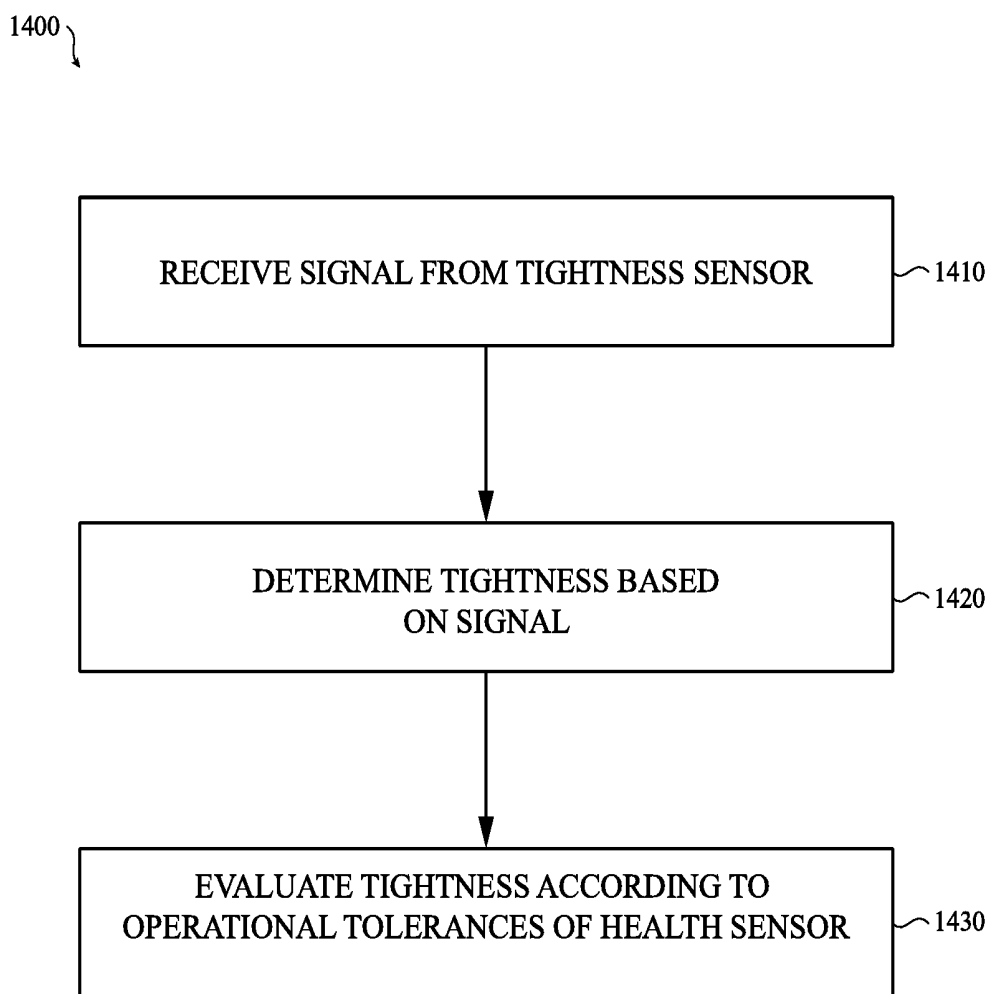 1400
RECEIVE SIGNAL FROM TIGHTNESS SENSOR
1410
DETERMINE TIGHTNESS BASED
ON SIGNAL
1420
EVALUATE TIGHTNESS ACCORDING TO
OPERATIONAL TOLERANCES OF HEALTH SENSOR
1430